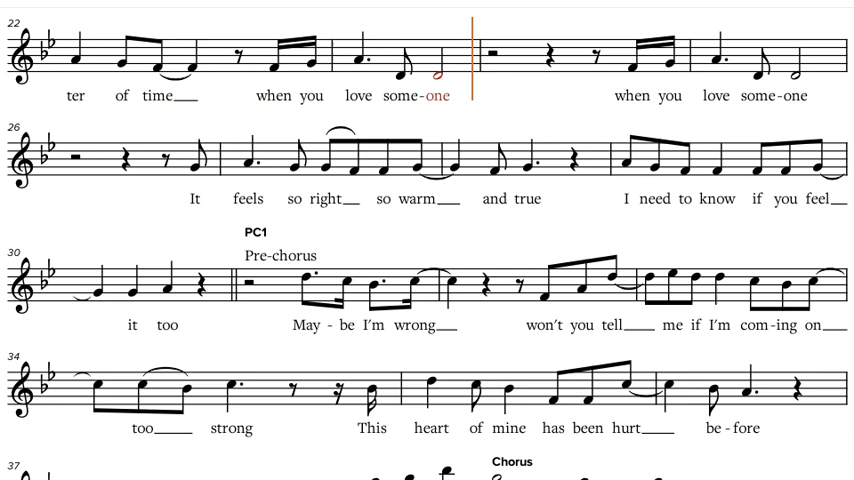 22
ter of time when you love some-one when you love some-one
26
It feels so right so warm and true I need to know if you feel
PC1
30
Pre-chorus
it too May - be I'm wrong won't you tell me if I'm com-ing on
34
too strong This heart of mine has been hurt be - fore
37
Chorus